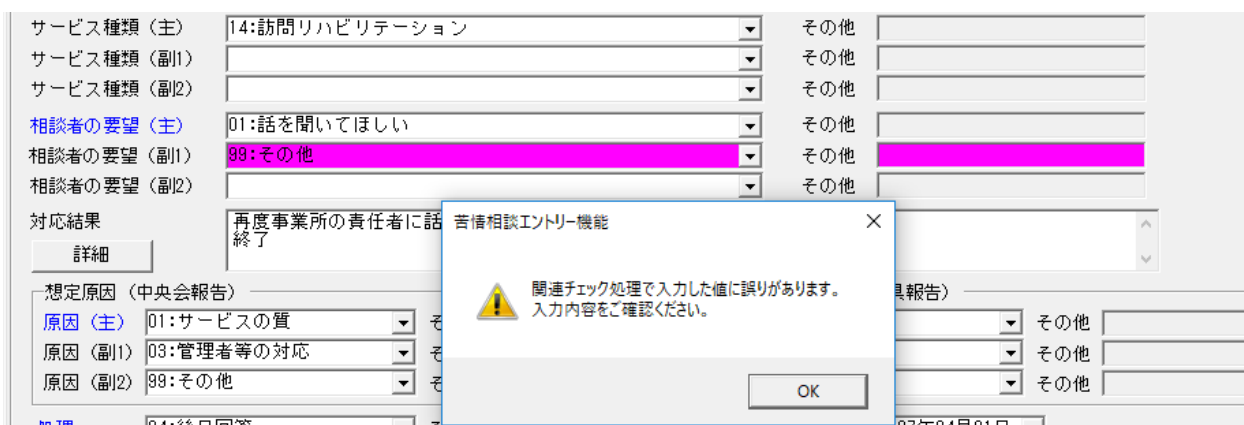 サービス種類（主） 14:訪問リハビリテーション その他
サービス種類（副1） その他
サービス種類（副2） その他
相談者の要望（主） 01:話を聞いてほしい その他
相談者の要望（副1） 99:その他 その他
相談者の要望（副2） その他
対応結果 再度事業所の責任者に話
終了
詳細
苦情相談エントリー機能
関連チェック処理で入力した値に誤りがあります。
入力内容をご確認ください。
OK
想定原因（中央会報告） 報告）
原因（主） 01:サービスの質 その他
原因（副1） 03:管理者等の対応 その他
原因（副2） 99:その他 その他